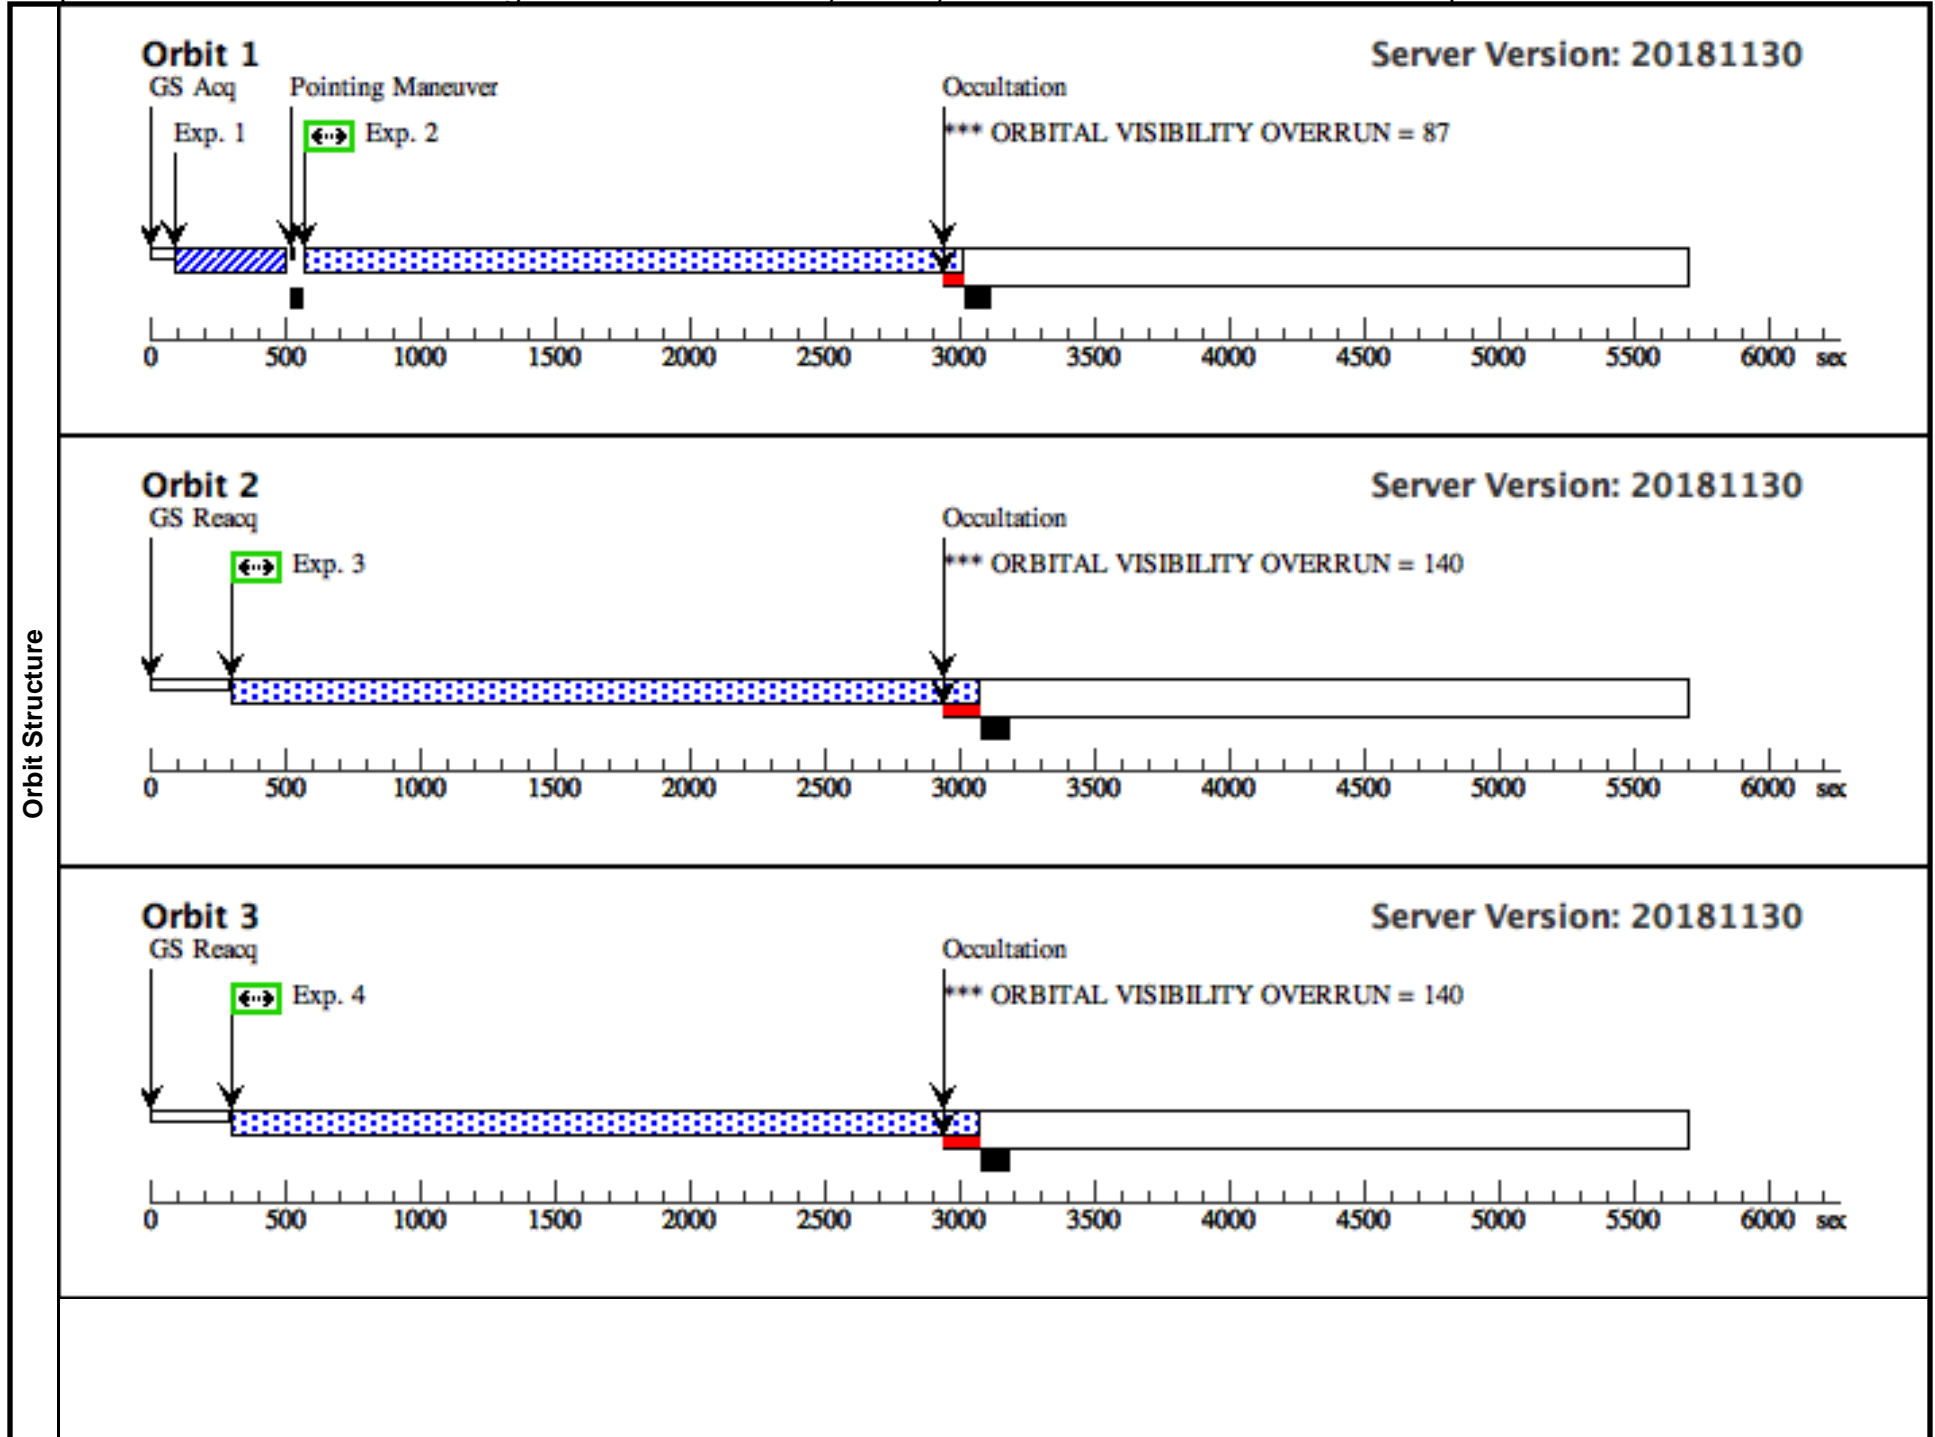 Orbit Structure
Orbit 1 Server Version: 20181130
GS Acq Pointing Maneuver Occultation
Exp. 1 Exp. 2 *** ORBITAL VISIBILITY OVERRUN = 87
0 500 1000 1500 2000 2500 3000 3500 4000 4500 5000 5500 6000 sec
Orbit 2 Server Version: 20181130
GS Reacq Occultation
Exp. 3 *** ORBITAL VISIBILITY OVERRUN = 140
0 500 1000 1500 2000 2500 3000 3500 4000 4500 5000 5500 6000 sec
Orbit 3 Server Version: 20181130
GS Reacq Occultation
Exp. 4 *** ORBITAL VISIBILITY OVERRUN = 140
0 500 1000 1500 2000 2500 3000 3500 4000 4500 5000 5500 6000 sec